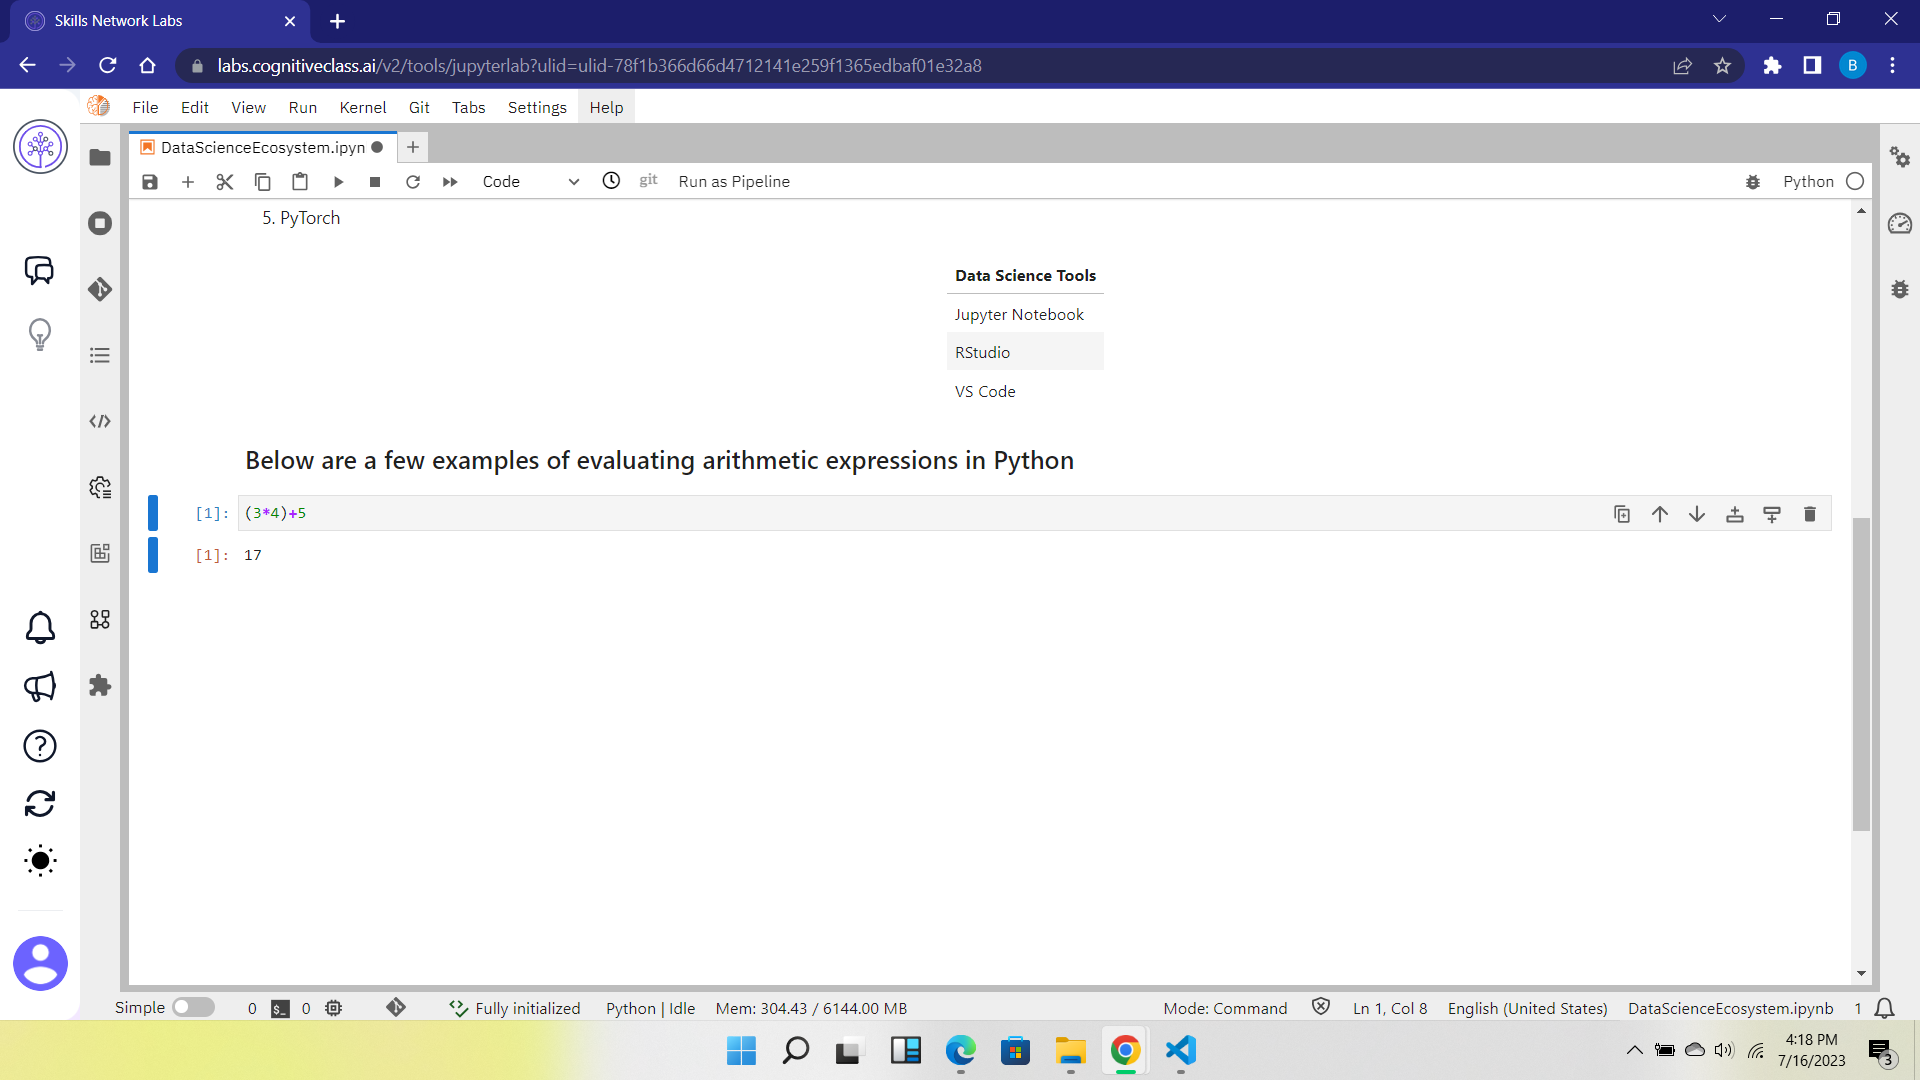 Skills Network Labs
labs.cognitiveclass.ai/v2/tools/jupyterlab?ulid=ulid-78f1b366d66d4712141e259f1365edbaf01e32a8
B
File Edit View Run Kernel Git Tabs Settings Help
DataScienceEcosystem.ipyn
Code git Run as Pipeline Python
5. PyTorch
Data Science Tools
Jupyter Notebook
RStudio
VS Code
Below are a few examples of evaluating arithmetic expressions in Python
[1]: (3*4)+5
[1]: 17
Simple 0 $_ 0 Fully initialized Python | Idle Mem: 304.43 / 6144.00 MB Mode: Command Ln 1, Col 8 English (United States) DataScienceEcosystem.ipynb 1
4:18 PM
7/16/2023
3